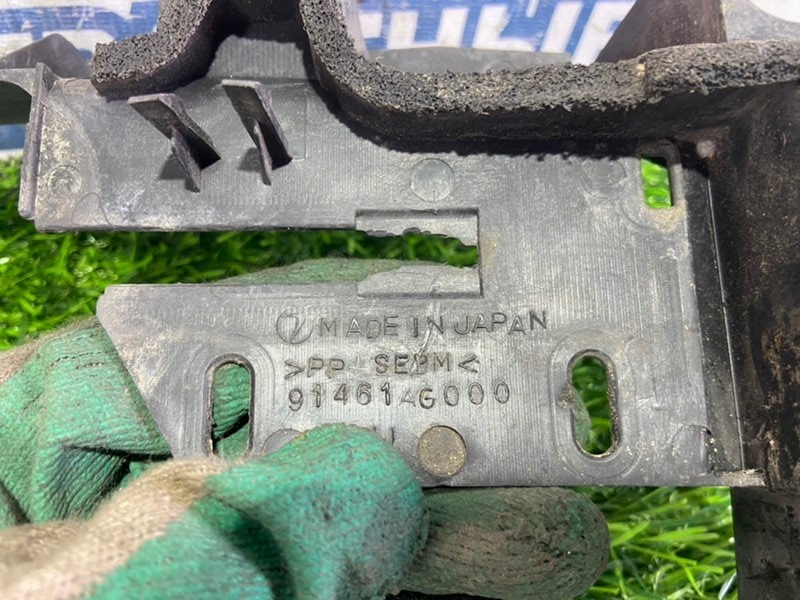 MADE IN JAPAN
>PP SEBM<
91461AG000